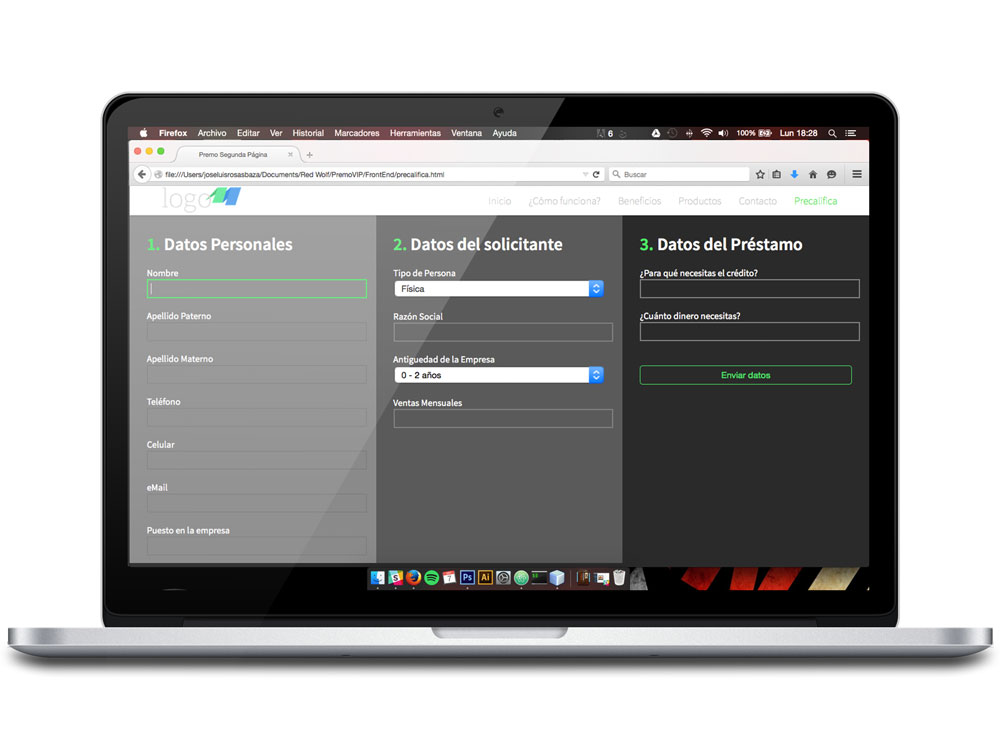 Firefox Archivo Editar Ver Historial Marcadores Herramientas Ventana Ayuda 6 100% Lun 18:28
Premo Segunda Página
file:///Users/joseluisrosasbaza/Documents/Red Wolf/PremoVIP/FrontEnd/precalifica.html Buscar
logo Inicio ¿Cómo funciona? Beneficios Productos Contacto Precalifica
1. Datos Personales
Nombre
Apellido Paterno
Apellido Materno
Teléfono
Celular
eMail
Puesto en la empresa
2. Datos del solicitante
Tipo de Persona
Física
Razón Social
Antiguedad de la Empresa
0 - 2 años
Ventas Mensuales
3. Datos del Préstamo
¿Para qué necesitas el crédito?
¿Cuánto dinero necesitas?
Enviar datos
7 Ps Ai